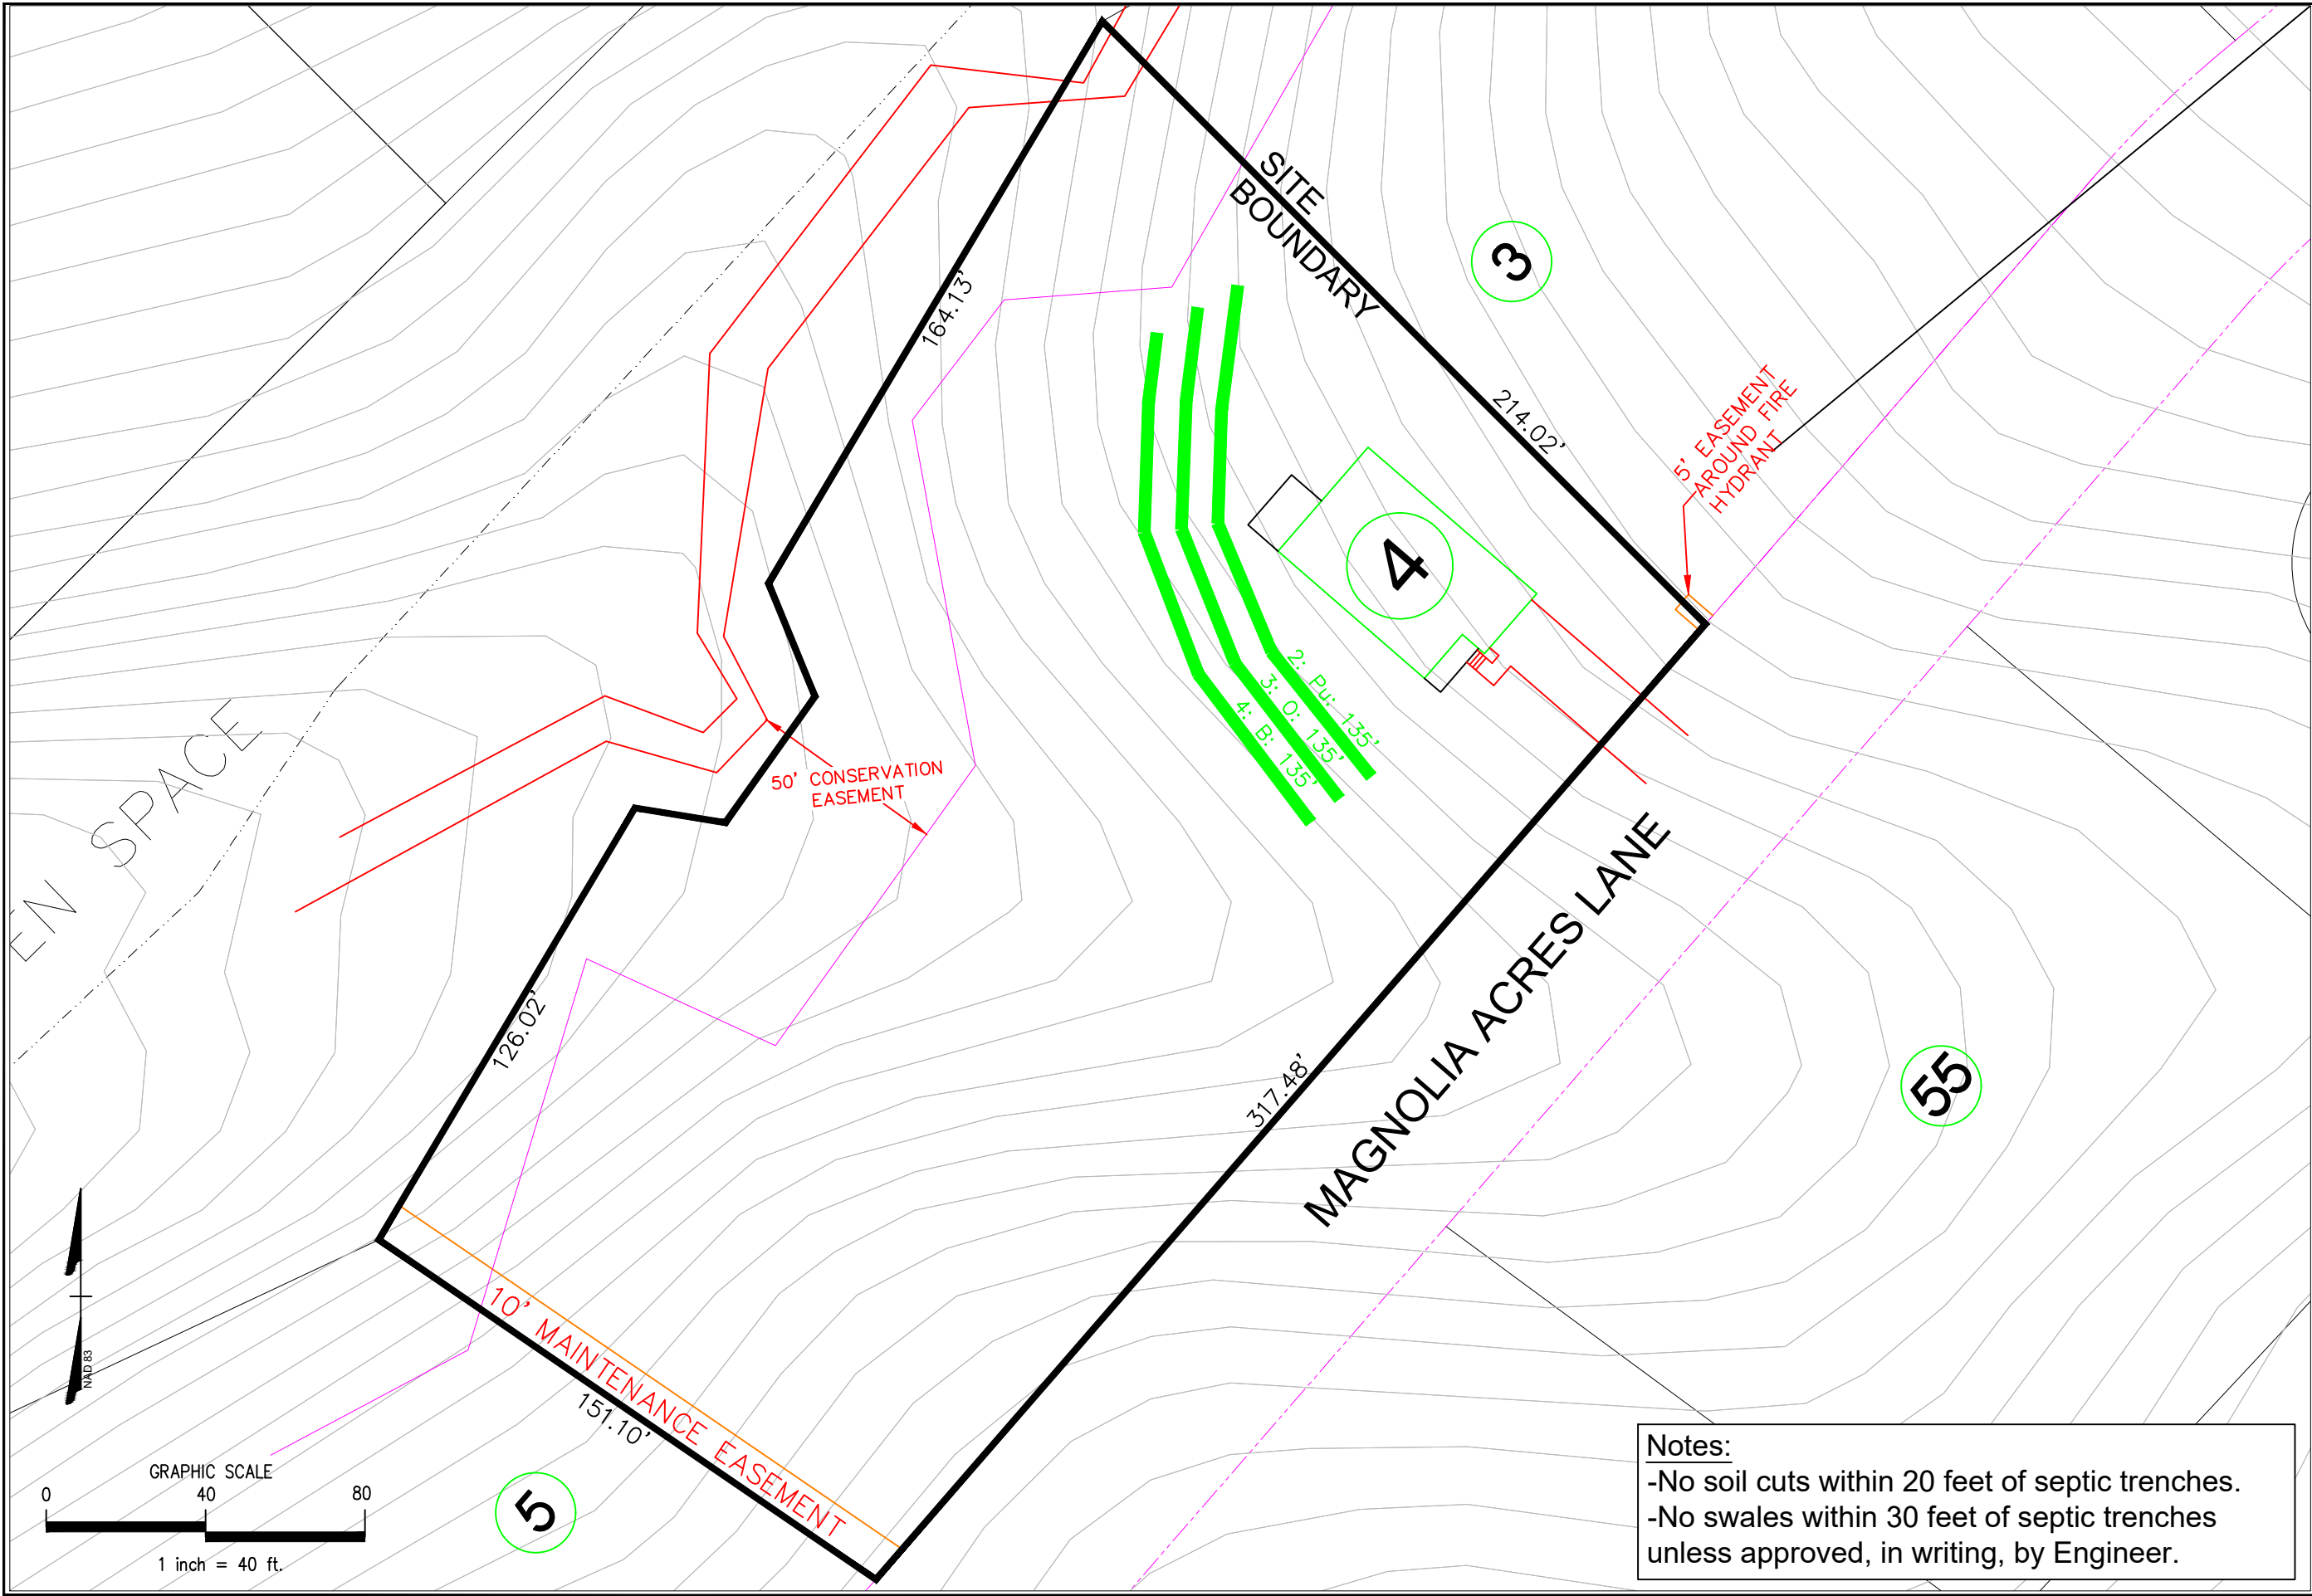 SITE
BOUNDARY
3
164.13'
214.02'
5' EASEMENT
AROUND FIRE
HYDRANT
4
2: Pu: 135'
3: O: 135'
4: B: 135'
50' CONSERVATION
EASEMENT
EN SPACE
126.02'
317.48'
MAGNOLIA ACRES LANE
55
10' MAINTENANCE EASEMENT
151.10'
5
NAD 83
GRAPHIC SCALE
0 40 80
1 inch = 40 ft.
Notes:
-No soil cuts within 20 feet of septic trenches.
-No swales within 30 feet of septic trenches
unless approved, in writing, by Engineer.